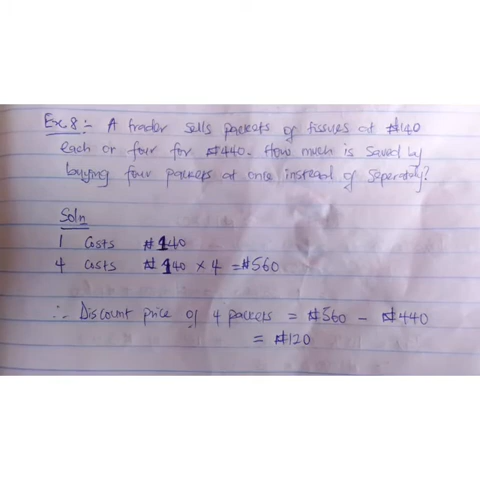 Ex.8:- A trader sells packets of tissues at ₦140
each or four for ₦440. How much is saved by
buying four packets at once instead of seperately?
Soln
1 costs ₦140
4 costs ₦140 × 4 = ₦560
∴ Discount price of 4 packers = ₦560 - ₦440
= ₦120